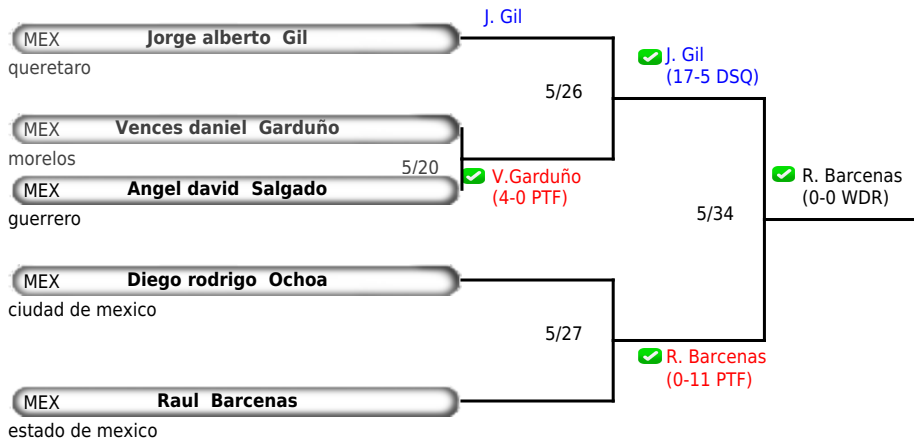 J. Gil
MEX Jorge alberto Gil
queretaro
J. Gil
(17-5 DSQ)
5/26
MEX Vences daniel Garduño
morelos
5/20
V.Garduño
(4-0 PTF)
MEX Angel david Salgado
guerrero
R. Barcenas
(0-0 WDR)
5/34
MEX Diego rodrigo Ochoa
ciudad de mexico
5/27
R. Barcenas
(0-11 PTF)
MEX Raul Barcenas
estado de mexico